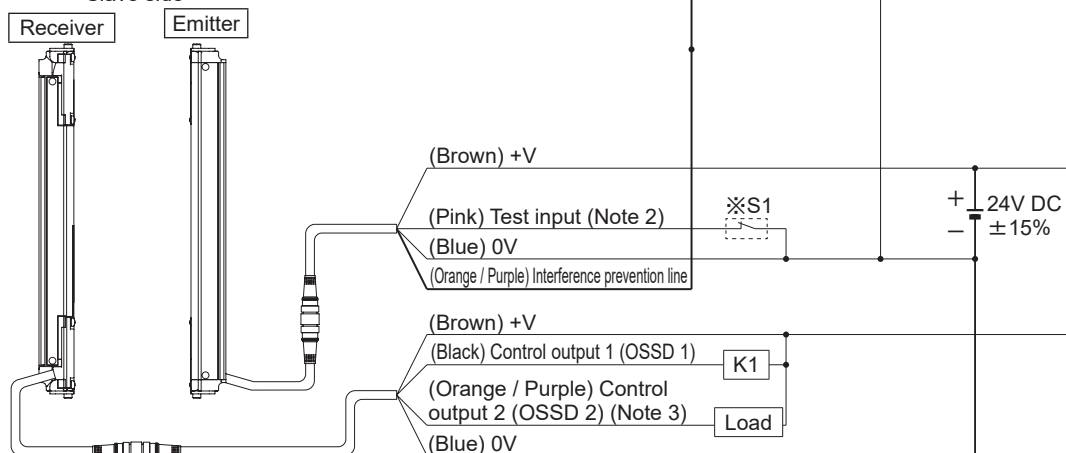 Receiver
Emitter
(Brown) +V
(Pink) Test input (Note 2)
※S1
+
24V DC
−
±15%
(Blue) 0V
(Orange / Purple) Interference prevention line
(Brown) +V
(Black) Control output 1 (OSSD 1)
K1
(Orange / Purple) Control
output 2 (OSSD 2) (Note 3)
Load
(Blue) 0V